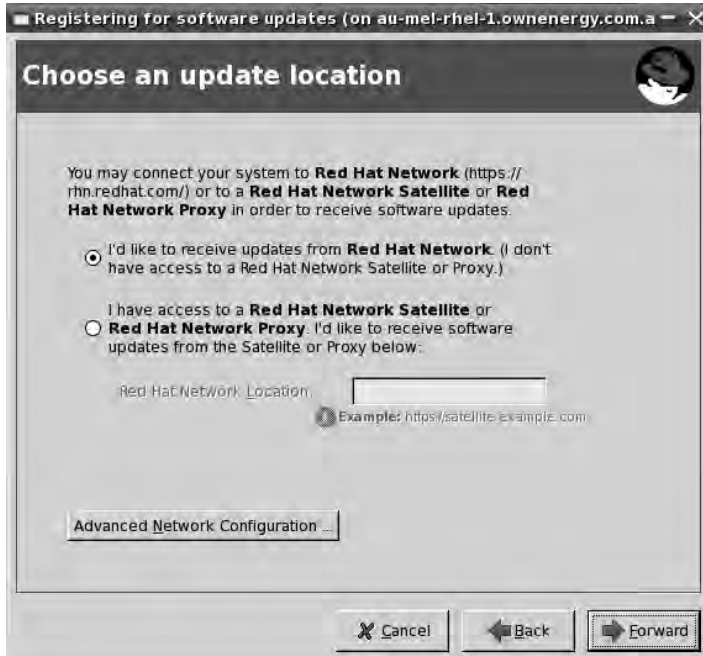 Registering for software updates (on au-mel-rhel-1.ownenergy.com.a
Choose an update location
You may connect your system to Red Hat Network (https://
rhn.redhat.com/) or to a Red Hat Network Satellite or Red
Hat Network Proxy in order to receive software updates.
I'd like to receive updates from Red Hat Network. (I don't
have access to a Red Hat Network Satellite or Proxy.)
I have access to a Red Hat Network Satellite or
Red Hat Network Proxy. I'd like to receive software
updates from the Satellite or Proxy below:
Red Hat Network Location:
Example: https://satellite.example.com
Advanced Network Configuration ...
Cancel
Back
Forward